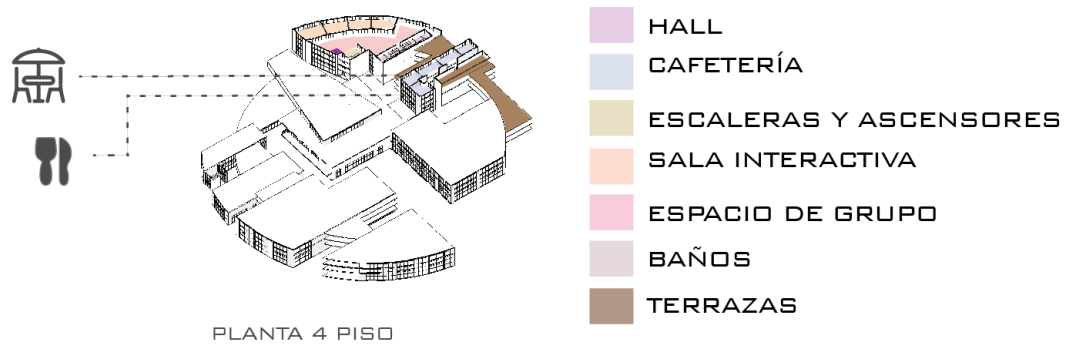 HALL
CAFETERÍA
ESCALERAS Y ASCENSORES
SALA INTERACTIVA
ESPACIO DE GRUPO
BAÑOS
TERRAZAS
PLANTA 4 PISO